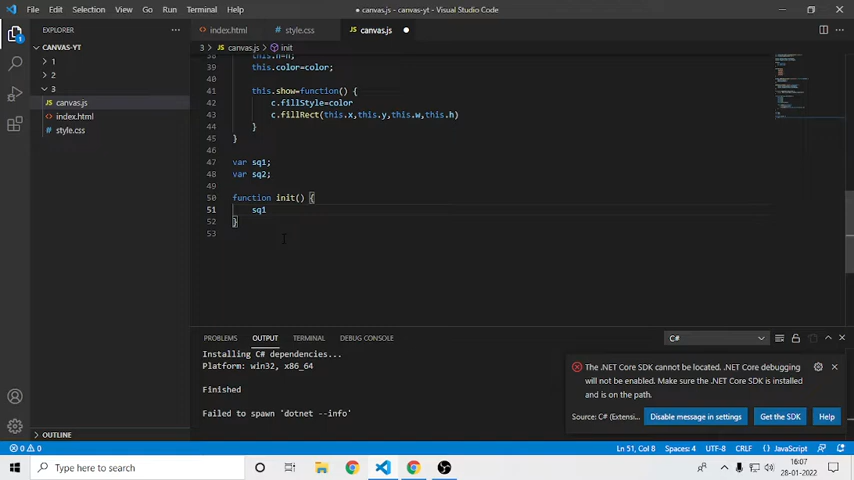 File Edit Selection View Go Run Terminal Help
● canvas.js - canvas-yt - Visual Studio Code
EXPLORER
CANVAS-YT
1
2
3
canvas.js
index.html
style.css
OUTLINE
index.html
style.css
canvas.js
3 > canvas.js > init
38 this.h=h;
39 this.color=color;
40
41 this.show=function() {
42 c.fillStyle=color
43 c.fillRect(this.x,this.y,this.w,this.h)
44 }
45 }
46
47 var sq1;
48 var sq2;
49
50 function init() {
51 sq1
52 }
53
PROBLEMS OUTPUT TERMINAL DEBUG CONSOLE
C#
Installing C# dependencies...
Platform: win32, x86_64
Finished
Failed to spawn 'dotnet --info'
The .NET Core SDK cannot be located. .NET Core debugging
will not be enabled. Make sure the .NET Core SDK is installed
and is on the path.
Source: C# (Extensi...
Disable message in settings
Get the SDK
Help
0 0
Ln 51, Col 8 Spaces: 4 UTF-8 CRLF JavaScript
Type here to search
16:07
28-01-2022